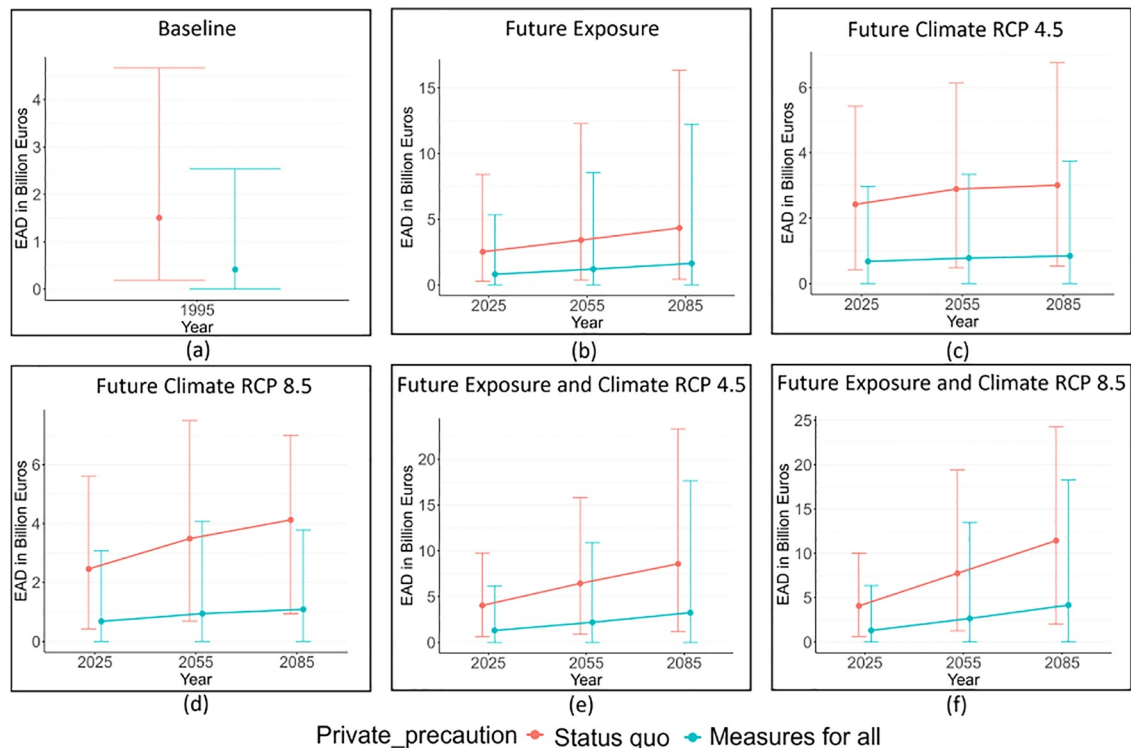 Baseline
EAD in Billion Euros
4
3
2
1
0
1995
Year
(a)
Future Exposure
EAD in Billion Euros
15
10
5
0
2025 2055 2085
Year
(b)
Future Climate RCP 4.5
EAD in Billion Euros
6
4
2
0
2025 2055 2085
Year
(c)
Future Climate RCP 8.5
EAD in Billion Euros
6
4
2
0
2025 2055 2085
Year
(d)
Future Exposure and Climate RCP 4.5
EAD in Billion Euros
20
15
10
5
0
2025 2055 2085
Year
(e)
Future Exposure and Climate RCP 8.5
EAD in Billion Euros
25
20
15
10
5
0
2025 2055 2085
Year
(f)
Private_precaution Status quo Measures for all